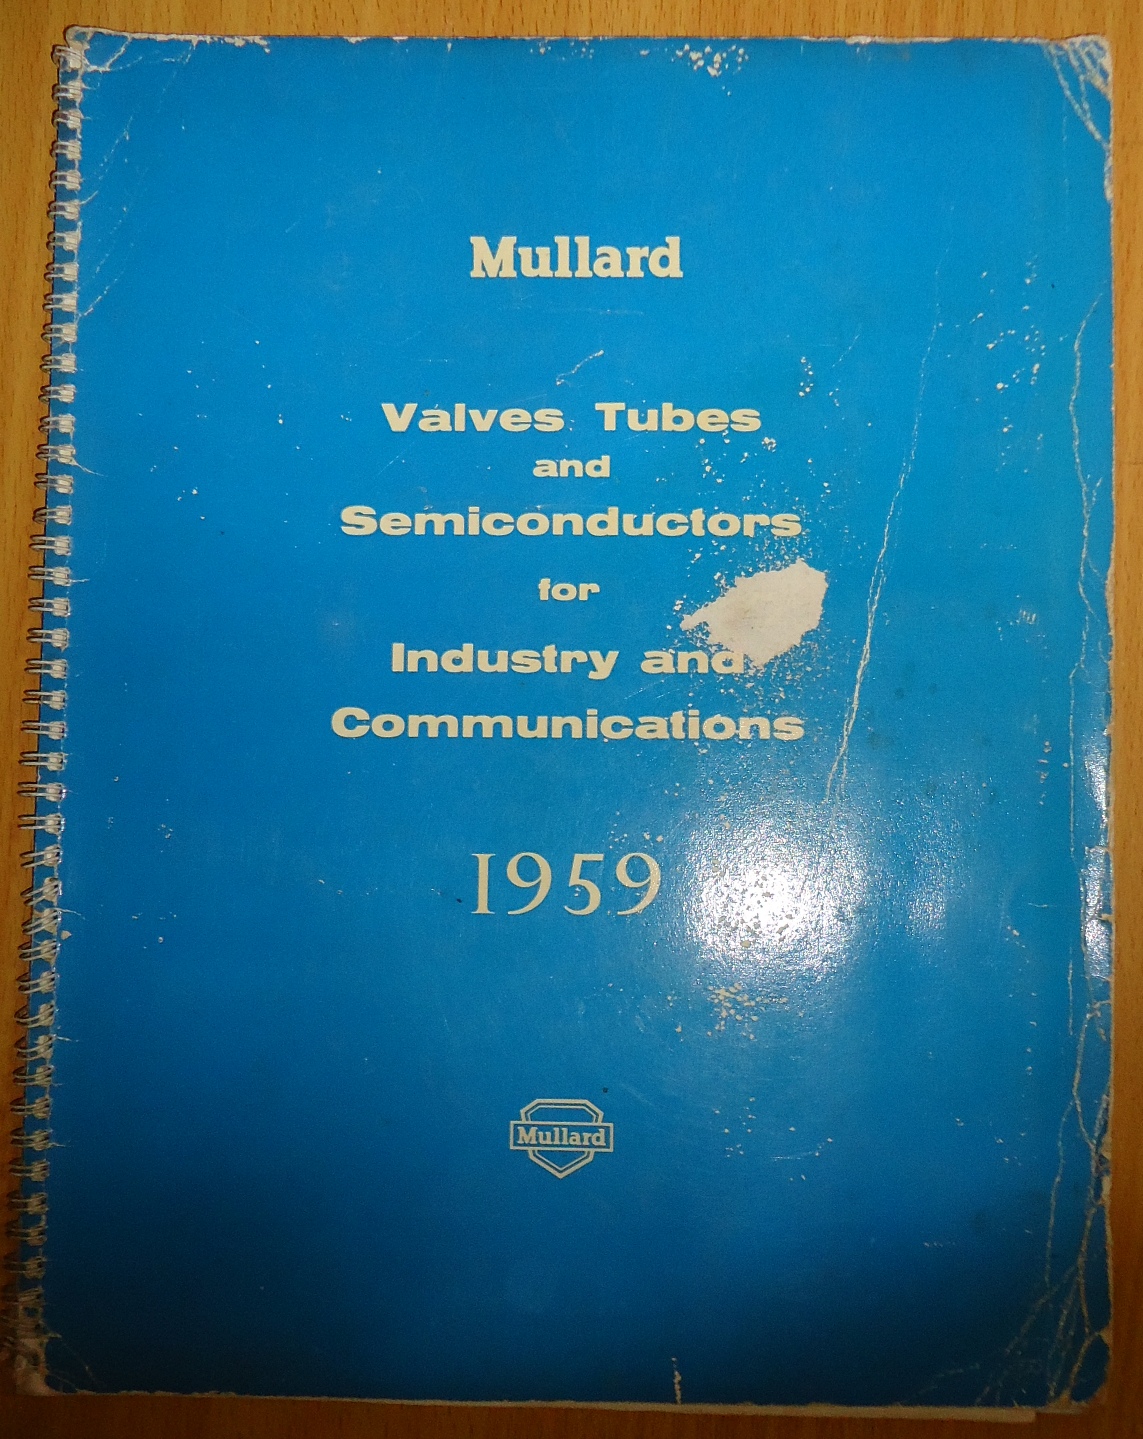 Mullard
Valves Tubes
and
Semiconductors
for
Industry and
Communications
1959
Mullard